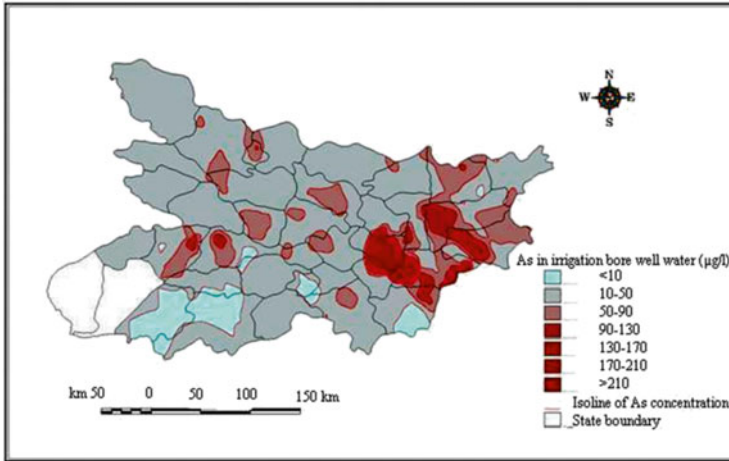 N
W E
S
As in irrigation bore well water (µg/l)
<10
10-50
50-90
90-130
130-170
170-210
>210
Isoline of As concentration
State boundary
km 50 0 50 100 150 km